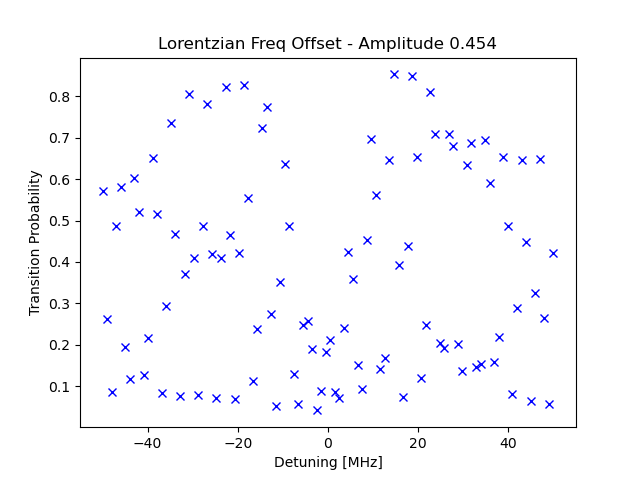 Lorentzian Freq Offset - Amplitude 0.454
Transition Probability
0.8
0.7
0.6
0.5
0.4
0.3
0.2
0.1
−40 −20 0 20 40
Detuning [MHz]